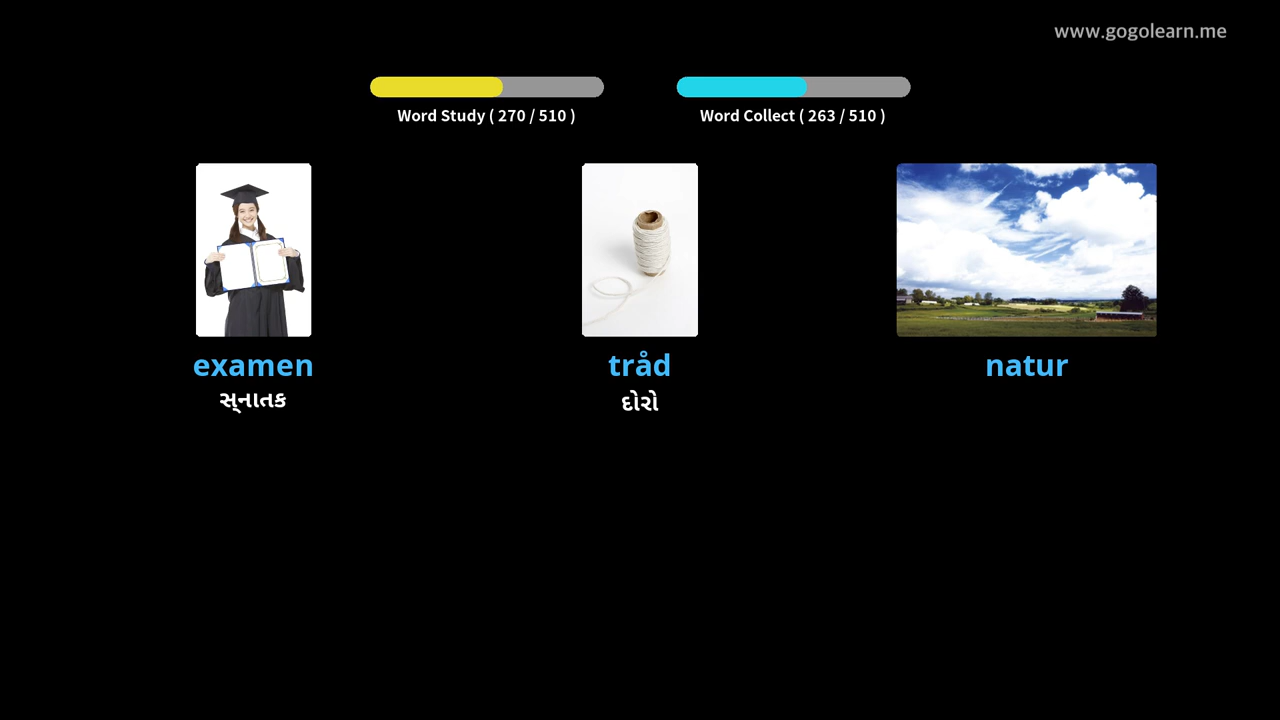 www.gogolearn.me
Word Study ( 270 / 510 )
Word Collect ( 263 / 510 )
examen
tråd
natur
સ્નાતક
દોરો